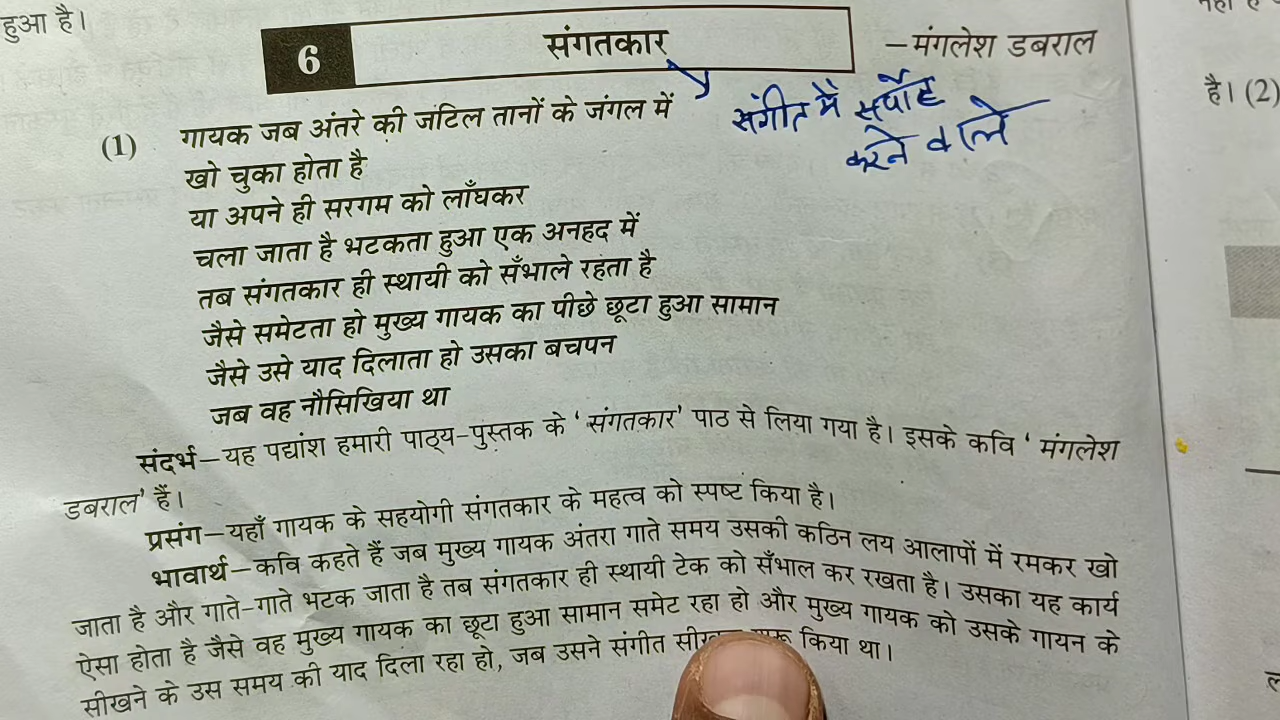 हुआ है।
6 संगतकार –मंगलेश डबराल
संगीत में सर्पोट
करने वाले
है। (2)
(1) गायक जब अंतरे की जटिल तानों के जंगल में
खो चुका होता है
या अपने ही सरगम को लाँघकर
चला जाता है भटकता हुआ एक अनहद में
तब संगतकार ही स्थायी को सँभाले रहता है
जैसे समेटता हो मुख्य गायक का पीछे छूटा हुआ सामान
जैसे उसे याद दिलाता हो उसका बचपन
जब वह नौसिखिया था
संदर्भ–यह पद्यांश हमारी पाठ्य-पुस्तक के ' संगतकार' पाठ से लिया गया है। इसके कवि ' मंगलेश
डबराल' हैं।
प्रसंग–यहाँ गायक के सहयोगी संगतकार के महत्व को स्पष्ट किया है।
भावार्थ–कवि कहते हैं जब मुख्य गायक अंतरा गाते समय उसकी कठिन लय आलापों में रमकर खो
जाता है और गाते-गाते भटक जाता है तब संगतकार ही स्थायी टेक को सँभाल कर रखता है। उसका यह कार्य
ऐसा होता है जैसे वह मुख्य गायक का छूटा हुआ सामान समेट रहा हो और मुख्य गायक को उसके गायन के
सीखने के उस समय की याद दिला रहा हो, जब उसने संगीत किया था।